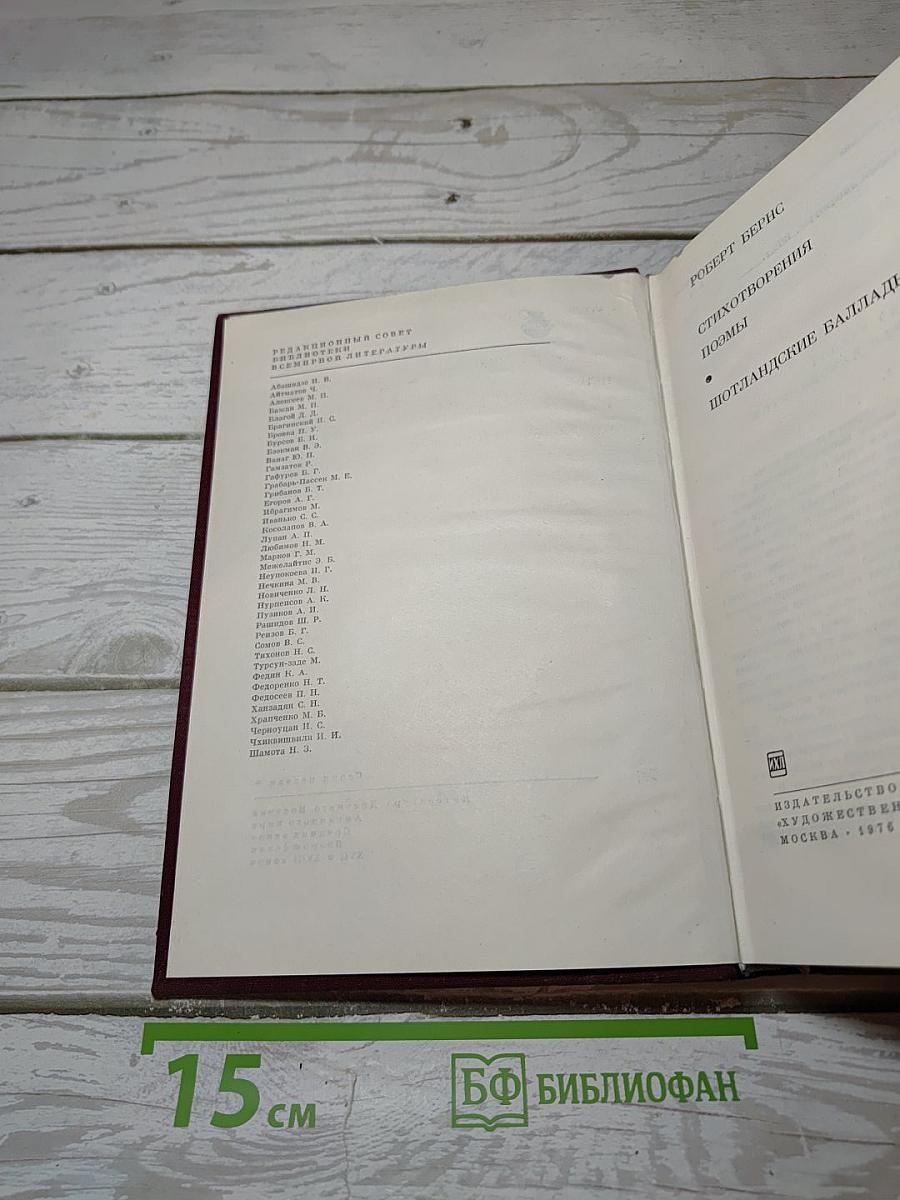 РЕДАКЦИОННЫЙ СОВЕТ
БИБЛИОТЕКИ
ВСЕМИРНОЙ ЛИТЕРАТУРЫ
Абашидзе И. В.
Айтматов Ч.
Алексеев М. П.
Бажан М. П.
Благой Д. Д.
Брагинский И. С.
Бровка П. У.
Бурсов Б. И.
Бээкман В. Э.
Ванаг Ю. П.
Гамзатов Р.
Гафуров Б. Г.
Грабарь-Пассек М. Е.
Грибанов Б. Т.
Егоров А. Г.
Ибрагимов М.
Иванько С. С.
Косолапов В. А.
Лупан А. П.
Любимов Н. М.
Марков Г. М.
Межелайтис Э. Б.
Неупокоева И. Г.
Нечкина М. В.
Новиченко Л. Н.
Нурпеисов А. К.
Пузиков А. И.
Рашидов Ш. Р.
Реизов Б. Г.
Сомов В. С.
Тихонов Н. С.
Турсун-заде М.
Федин К. А.
Федоренко Н. Т.
Федосеев П. Н.
Ханзадян С. Н.
Храпченко М. Б.
Черноуцан И. С.
Чхиквишвили И. И.
Шамота Н. З.
РОБЕРТ БЕРНС
СТИХОТВОРЕНИЯ
ПОЭМЫ
•
ШОТЛАНДСКИЕ БАЛЛАДЫ
ИХЛ
ИЗДАТЕЛЬСТВО
«ХУДОЖЕСТВЕН
МОСКВА • 1976
15 см
БФ БИБЛИОФАН